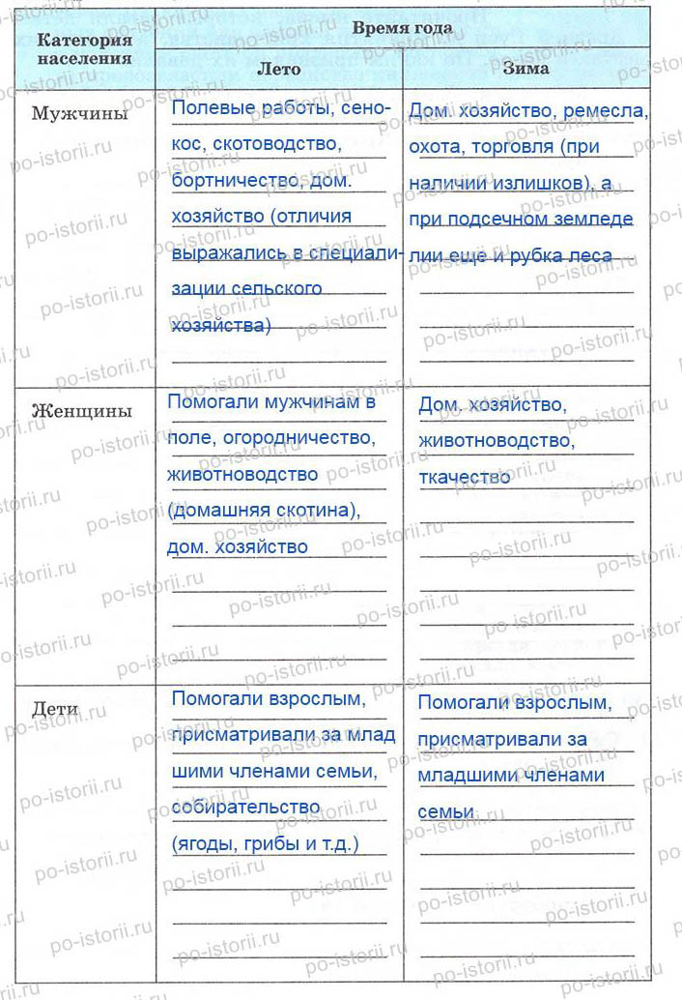 Категория
населения
Время года
Лето
Зима
Мужчины
Полевые работы, сено-
кос, скотоводство,
бортничество, дом.
хозяйство (отличия
выражались в специали-
зации сельского
хозяйства)
Дом. хозяйство, ремесла,
охота, торговля (при
наличии излишков), а
при подсечном земледе
лии еще и рубка леса
Женщины
Помогали мужчинам в
поле, огородничество,
животноводство
(домашняя скотина),
дом. хозяйство
Дом. хозяйство,
животноводство,
ткачество
Дети
Помогали взрослым,
присматривали за млад
шими членами семьи,
собирательство
(ягоды, грибы и т.д.)
Помогали взрослым,
присматривали за
младшими членами
семьи
po-istorii.ru